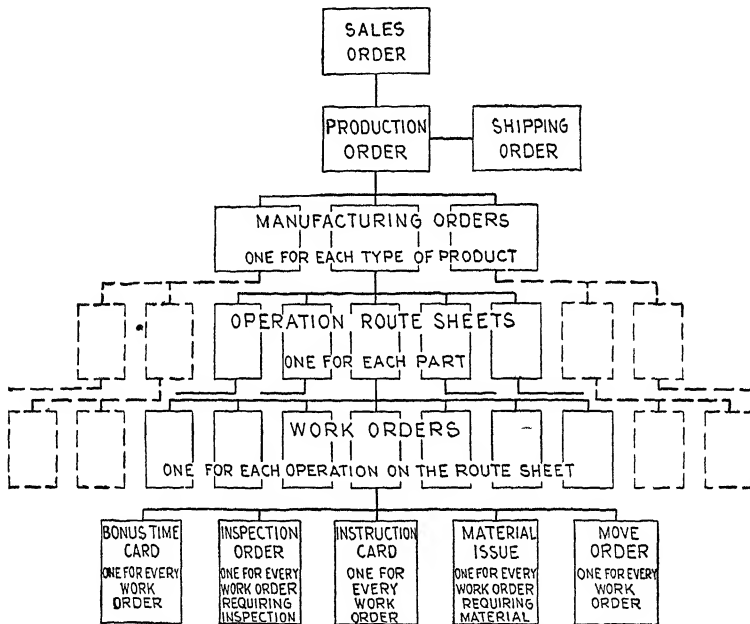 SALES
ORDER
PRODUCTION
ORDER
SHIPPING
ORDER
MANUFACTURING ORDERS
ONE FOR EACH TYPE OF PRODUCT
OPERATION ROUTE SHEETS
ONE FOR EACH PART
WORK ORDERS
ONE FOR EACH OPERATION ON THE ROUTE SHEET
BONUS TIME
CARD
ONE FOR EVERY
WORK
ORDER
INSPECTION
ORDER
ONE FOR EVERY
WORK ORDER
REQUIRING
INSPECTION
INSTRUCTION
CARD
ONE FOR
EVERY
WORK
ORDER
MATERIAL
ISSUE
ONE FOR EVERY
WORK ORDER
REQUIRING
MATERIAL
MOVE
ORDER
ONE FOR EVERY
WORK
ORDER